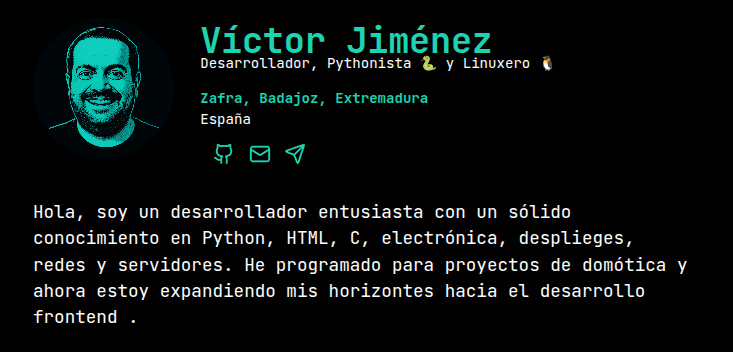 Víctor Jiménez
Desarrollador, Pythonista 🐍 y Linuxero 🐧
Zafra, Badajoz, Extremadura
España
Hola, soy un desarrollador entusiasta con un sólido
conocimiento en Python, HTML, C, electrónica, desplieges,
redes y servidores. He programado para proyectos de domótica y
ahora estoy expandiendo mis horizontes hacia el desarrollo
frontend .